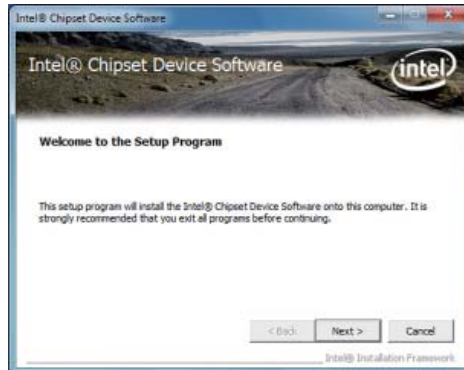 Intel® Chipset Device Software
Intel® Chipset Device Software
intel
Welcome to the Setup Program
This setup program will install the Intel® Chipset Device Software onto this computer. It is
strongly recommended that you exit all programs before continuing.
< Back
Next >
Cancel
Intel® Installation Framework